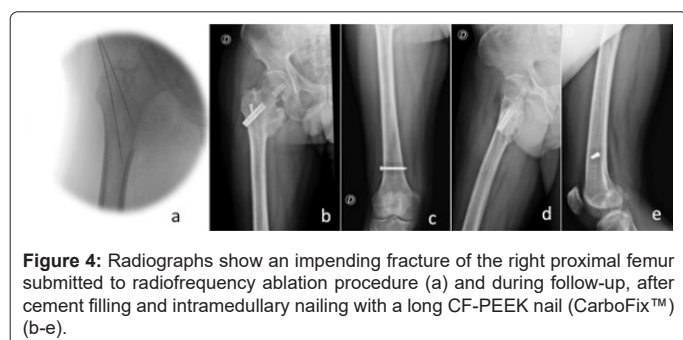 D D D D
D
a b c d e
Figure 4: Radiographs show an impending fracture of the right proximal femur
submitted to radiofrequency ablation procedure (a) and during follow-up, after
cement filling and intramedullary nailing with a long CF-PEEK nail (CarboFix™)
(b-e).